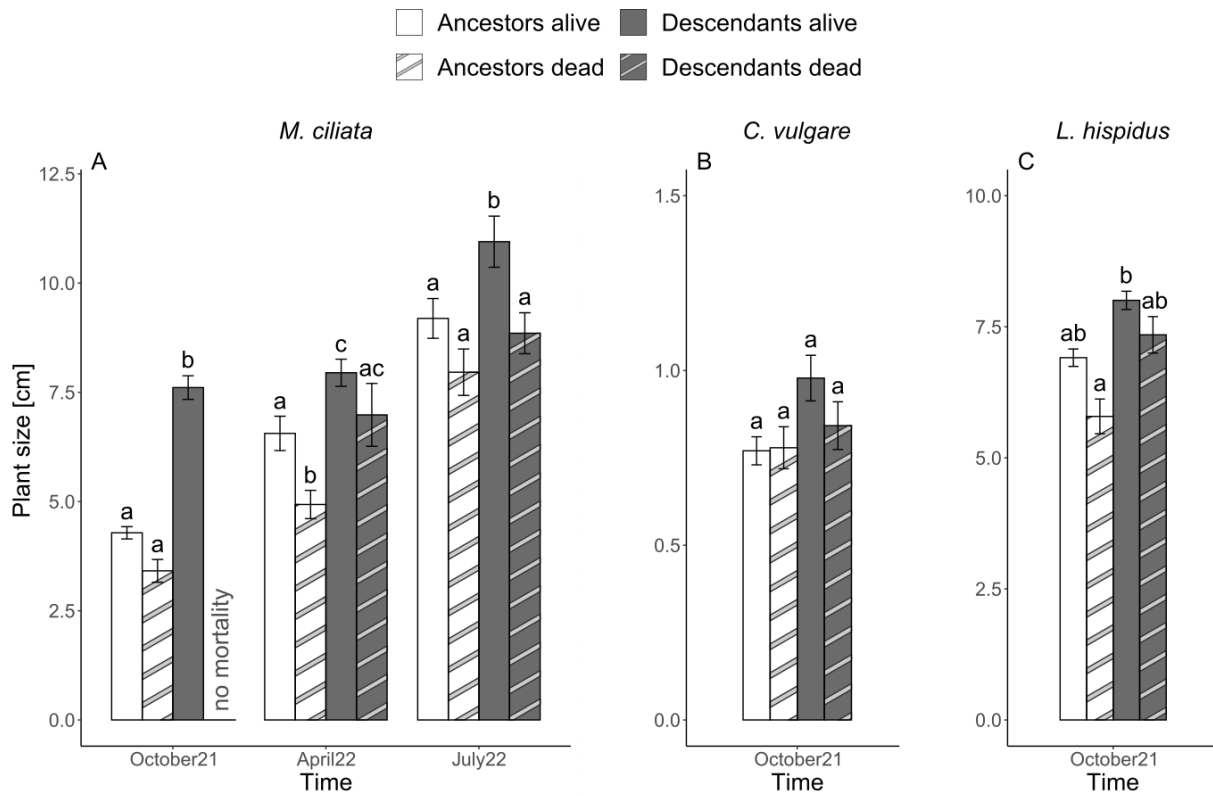 Ancestors alive
Descendants alive
Ancestors dead
Descendants dead
M. ciliata
C. vulgare
L. hispidus
A
Plant size [cm]
12.5
10.0
7.5
5.0
2.5
0.0
a
a
b
no mortality
a
b
c
ac
a
a
b
a
October21
April22
July22
Time
B
1.5
1.0
0.5
0.0
a
a
a
a
October21
Time
C
10.0
7.5
5.0
2.5
0.0
ab
a
b
ab
October21
Time